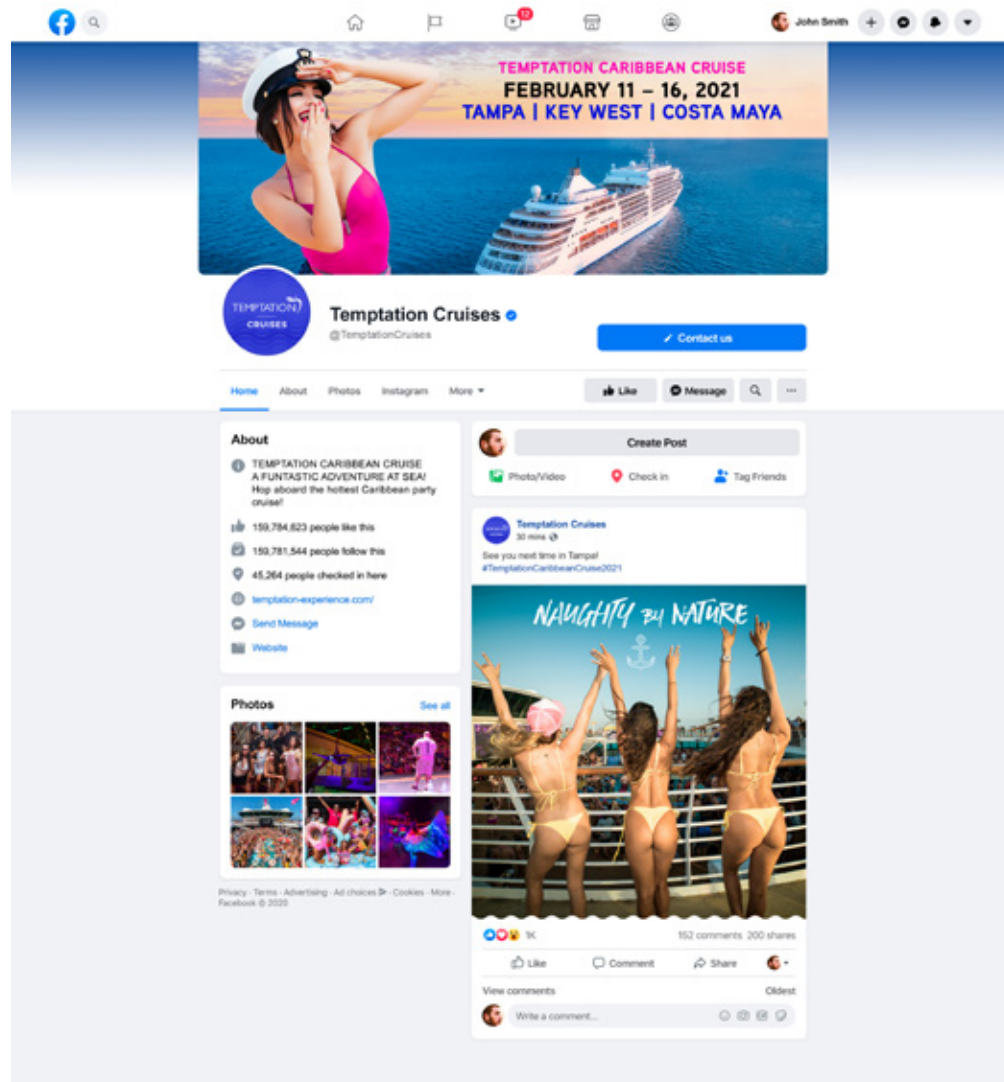 12
John Smith
TEMPTATION CARIBBEAN CRUISE
FEBRUARY 11 – 16, 2021
TAMPA | KEY WEST | COSTA MAYA
TEMPTATION
CRUISES
Temptation Cruises
@TemptationCruises
Contact us
Home About Photos Instagram More
Like Message
About
TEMPTATION CARIBBEAN CRUISE
A FUNTASTIC ADVENTURE AT SEA!
Hop aboard the hottest Caribbean party
cruise!
159,784,623 people like this
159,781,544 people follow this
45,264 people checked in here
temptation-experience.com/
Send Message
Website
Photos See all
Privacy · Terms · Advertising · Ad choices · Cookies · More ·
Facebook © 2020
Create Post
Photo/Video Check in Tag Friends
Temptation Cruises
30 mins
See you next time in Tampa!
#TemptationCaribbeanCruise2021
NAUGHTY BY NATURE
1K 152 comments 200 shares
Like Comment Share
View comments Oldest
Write a comment...